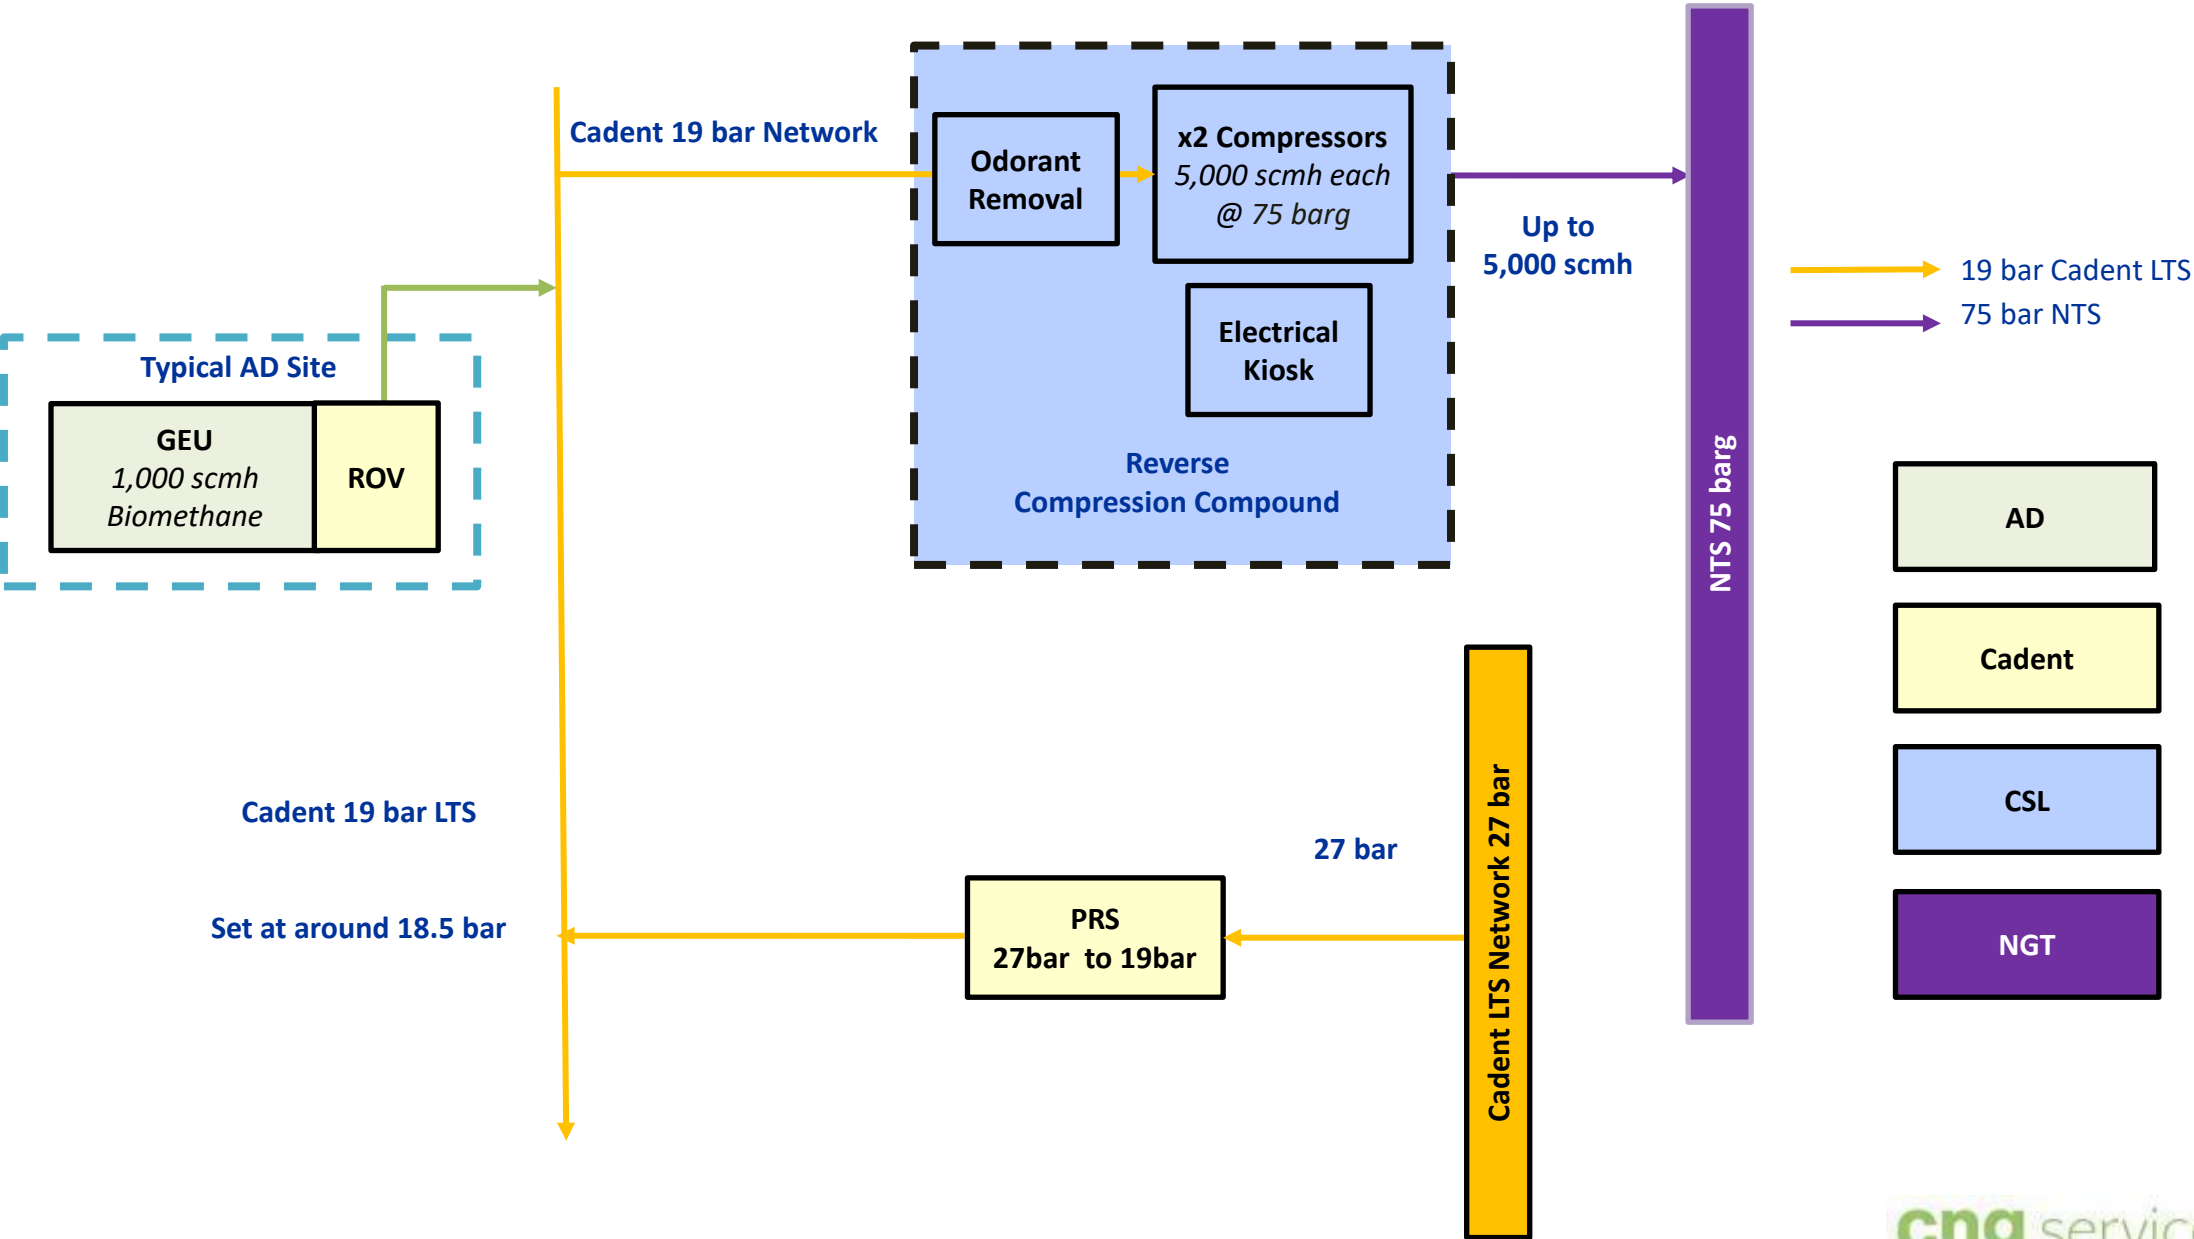 Cadent 19 bar Network
Odorant
Removal
x2 Compressors
5,000 scmh each
@ 75 barg
Up to
5,000 scmh
Electrical
Kiosk
Reverse
Compression Compound
NTS 75 barg
19 bar Cadent LTS
75 bar NTS
Typical AD Site
GEU
1,000 scmh
Biomethane
ROV
AD
Cadent
CSL
NGT
Cadent 19 bar LTS
Set at around 18.5 bar
PRS
27bar to 19bar
27 bar
Cadent LTS Network 27 bar
cng servic